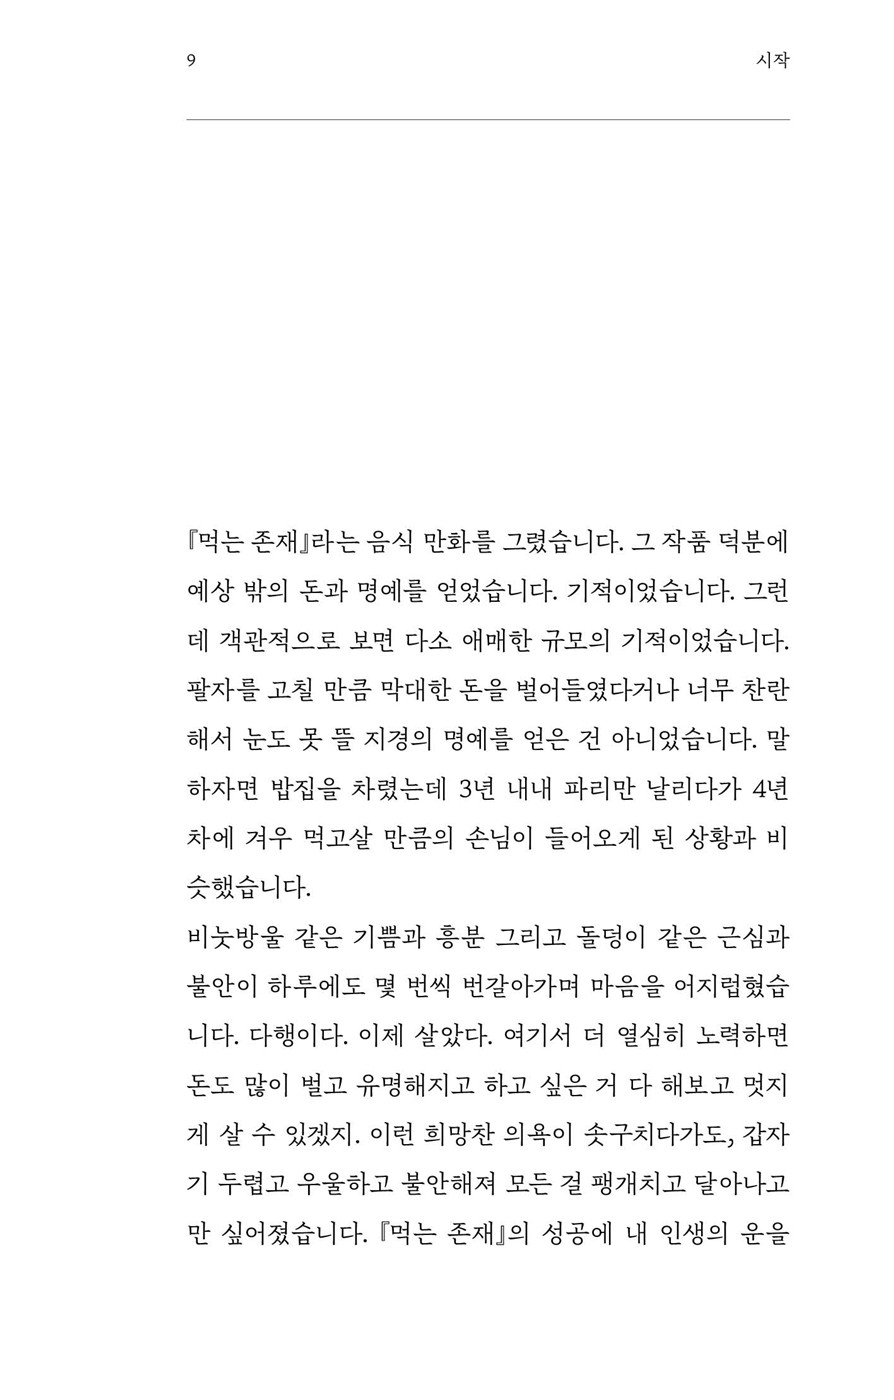 9
시작
『먹는 존재』라는 음식 만화를 그렸습니다. 그 작품 덕분에
예상 밖의 돈과 명예를 얻었습니다. 기적이었습니다. 그런
데 객관적으로 보면 다소 애매한 규모의 기적이었습니다.
팔자를 고칠 만큼 막대한 돈을 벌어들였다거나 너무 찬란
해서 눈도 못 뜰 지경의 명예를 얻은 건 아니었습니다. 말
하자면 밥집을 차렸는데 3년 내내 파리만 날리다가 4년
차에 겨우 먹고살 만큼의 손님이 들어오게 된 상황과 비
슷했습니다.
비눗방울 같은 기쁨과 흥분 그리고 돌덩이 같은 근심과
불안이 하루에도 몇 번씩 번갈아가며 마음을 어지럽혔습
니다. 다행이다. 이제 살았다. 여기서 더 열심히 노력하면
돈도 많이 벌고 유명해지고 하고 싶은 거 다 해보고 멋지
게 살 수 있겠지. 이런 희망찬 의욕이 솟구치다가도, 갑자
기 두렵고 우울하고 불안해져 모든 걸 팽개치고 달아나고
만 싶어졌습니다. 『먹는 존재』의 성공에 내 인생의 운을